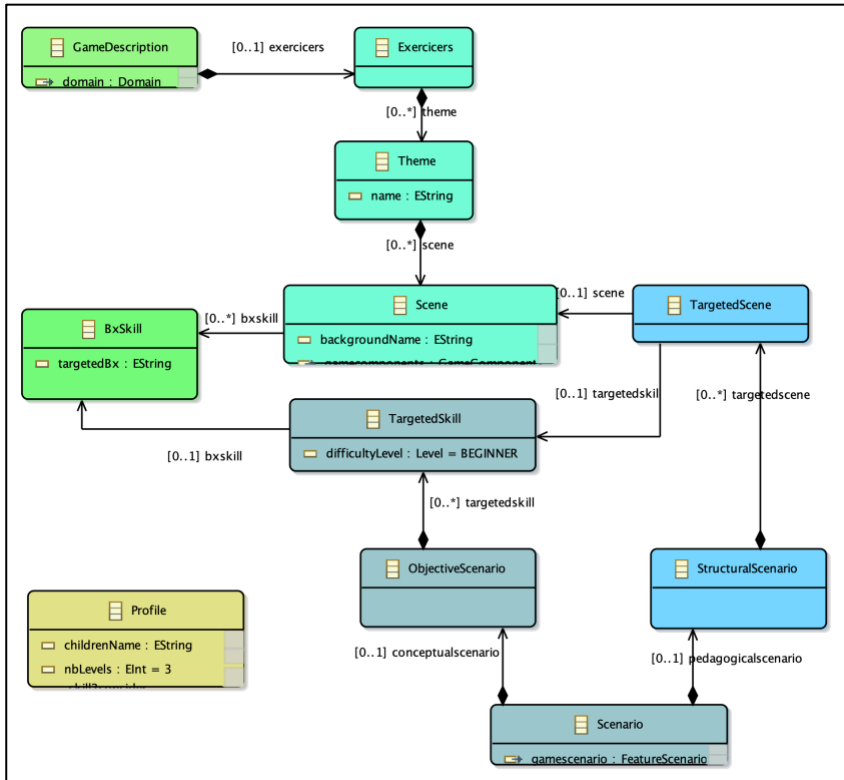 GameDescription
domain : Domain
[0..1] exercicers
Exercicers
[0..*] theme
Theme
name : EString
[0..*] scene
Scene
backgroundName : EString
gamecomponents : GameComponent
[0..1] scene
TargetedScene
[0..*] bxskill
BxSkill
targetedBx : EString
[0..1] targetedskil
[0..*] targetedscene
TargetedSkill
difficultyLevel : Level = BEGINNER
[0..1] bxskill
[0..*] targetedskill
ObjectiveScenario
StructuralScenario
Profile
childrenName : EString
nbLevels : EInt = 3
[0..1] conceptualscenario
[0..1] pedagogicalscenario
Scenario
gamescenario : FeatureScenario